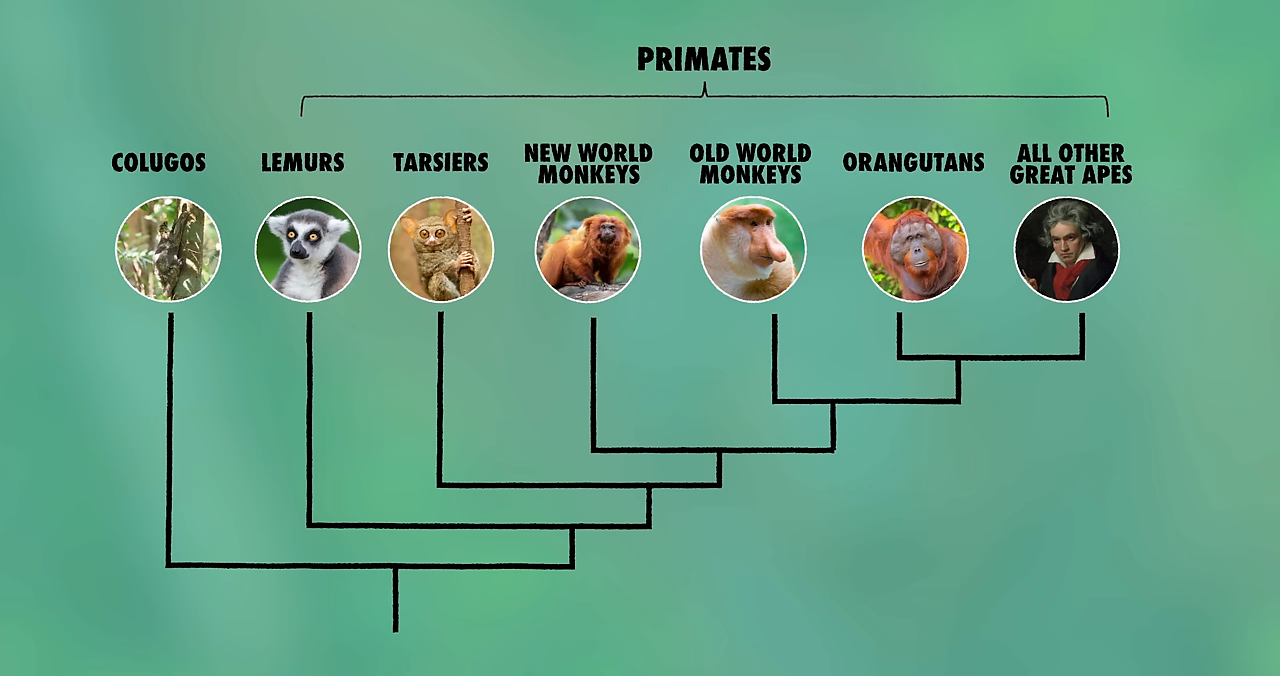 PRIMATES
COLUGOS
LEMURS
TARSIERS
NEW WORLD
MONKEYS
OLD WORLD
MONKEYS
ORANGUTANS
ALL OTHER
GREAT APES